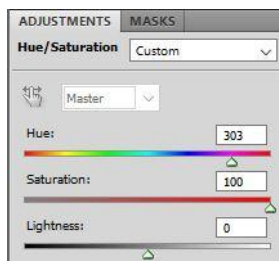 ADJUSTMENTS MASKS
Hue/Saturation Custom
Master
Hue: 303
Saturation: 100
Lightness: 0